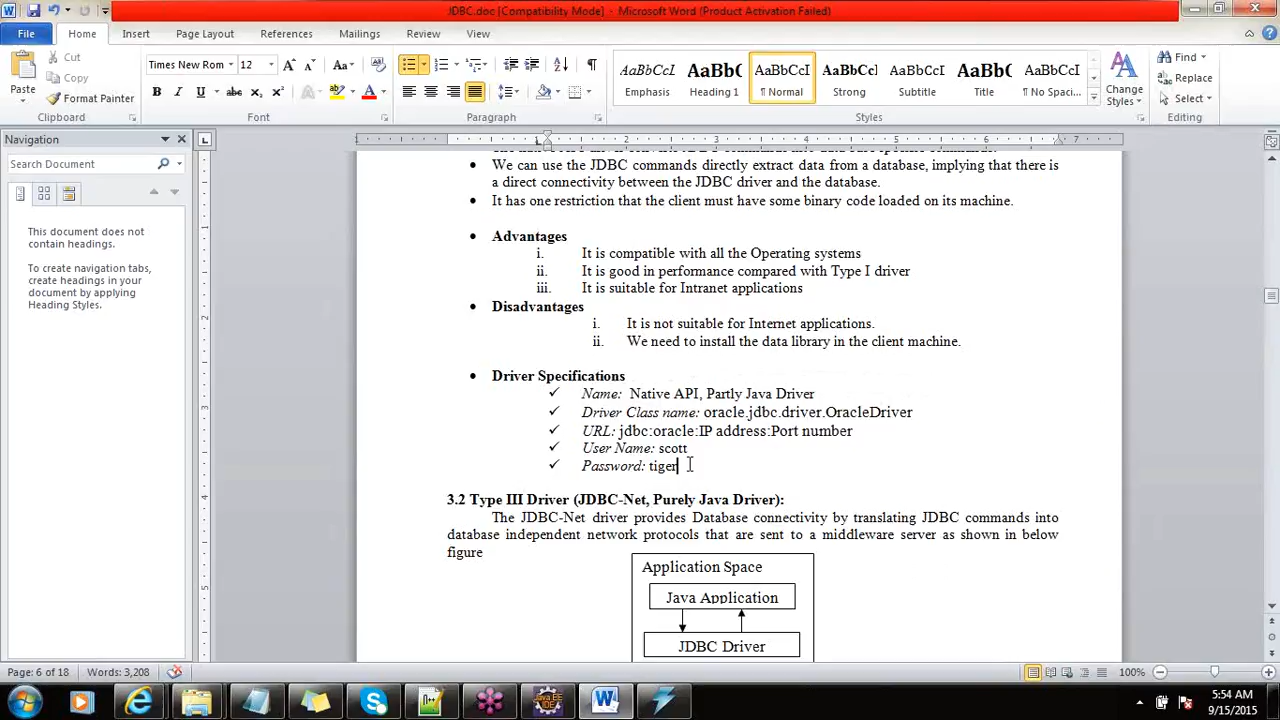 JDBC.doc [Compatibility Mode] - Microsoft Word (Product Activation Failed)
File Home Insert Page Layout References Mailings Review View
Cut
Copy
Paste
Format Painter
Clipboard
Times New Rom 12
Font
Paragraph
AaBbCcI Emphasis
AaBb( Heading 1
AaBbCcI ¶ Normal
AaBbCcI Strong
AaBbCcI Subtitle
AaBb( Title
AaBbCcI ¶ No Spaci...
Change Styles
Styles
Find
Replace
Select
Editing
Navigation
Search Document
This document does not
contain headings.
To create navigation tabs,
create headings in your
document by applying
Heading Styles.
We can use the JDBC commands directly extract data from a database, implying that there is
a direct connectivity between the JDBC driver and the database.
It has one restriction that the client must have some binary code loaded on its machine.
Advantages
i. It is compatible with all the Operating systems
ii. It is good in performance compared with Type I driver
iii. It is suitable for Intranet applications
Disadvantages
i. It is not suitable for Internet applications.
ii. We need to install the data library in the client machine.
Driver Specifications
Name: Native API, Partly Java Driver
Driver Class name: oracle.jdbc.driver.OracleDriver
URL: jdbc:oracle:IP address:Port number
User Name: scott
Password: tiger
3.2 Type III Driver (JDBC-Net, Purely Java Driver):
The JDBC-Net driver provides Database connectivity by translating JDBC commands into
database independent network protocols that are sent to a middleware server as shown in below
figure
Application Space
Java Application
JDBC Driver
Page: 6 of 18 Words: 3,208
100%
5:54 AM
9/15/2015